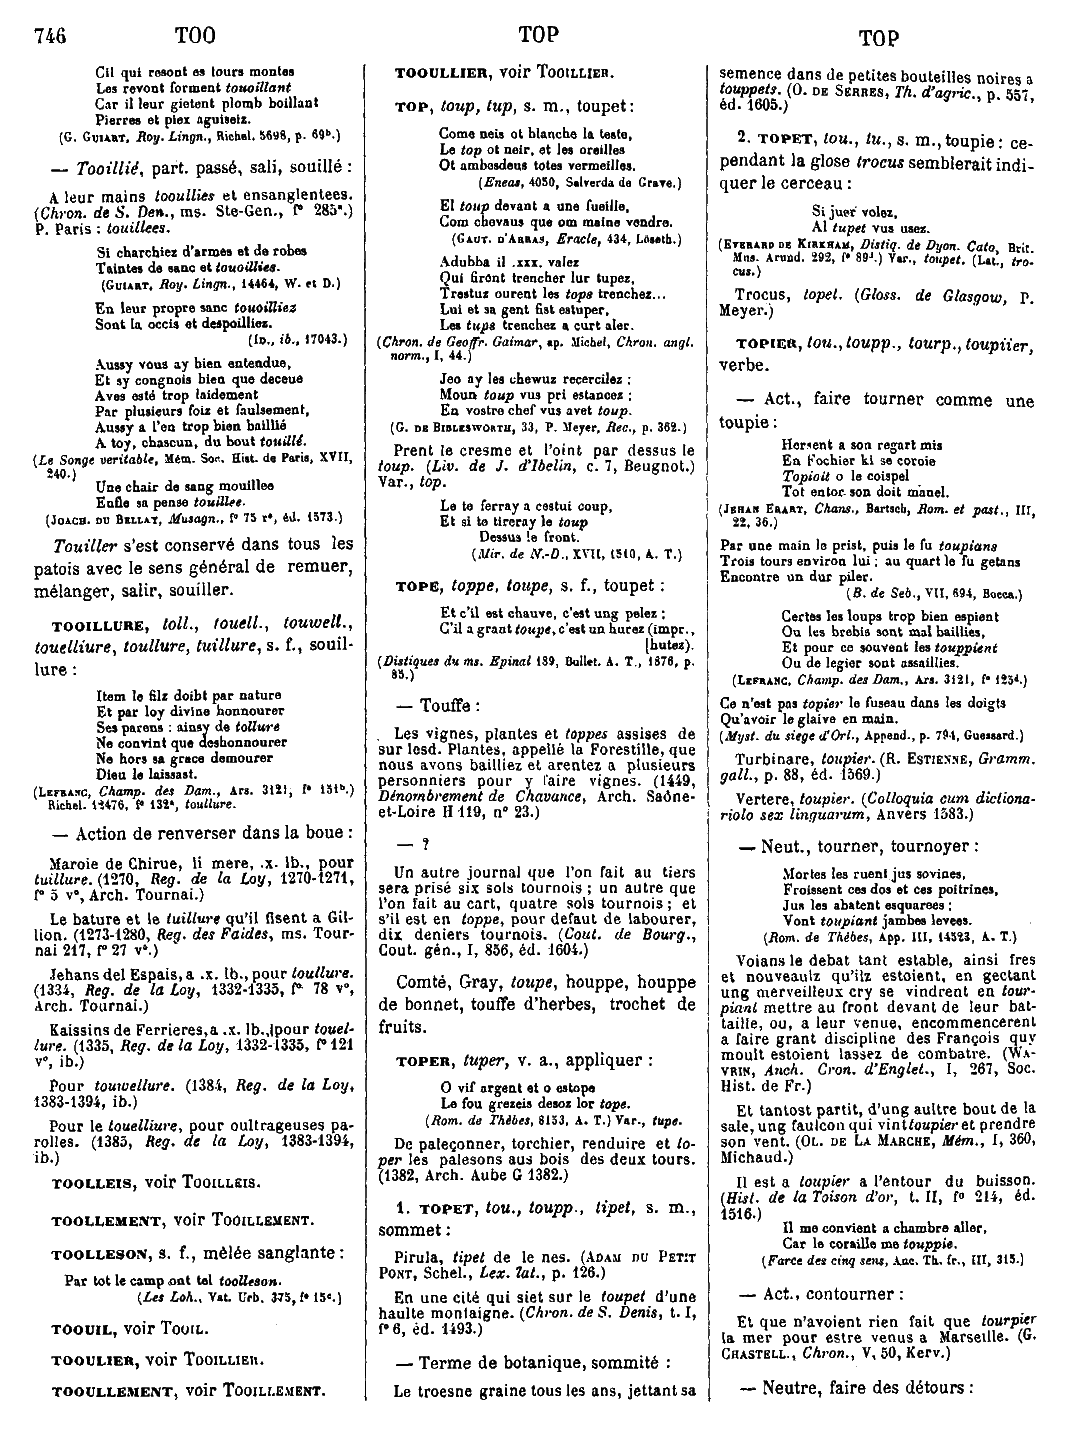 746 TOO TOP TOP
Cil qui resont es tours montes
Les revont forment touoillant
Car il leur gietent plomb boillant
Pierres et piex aguisiez.
(G. GUIART, Roy. Lingn., Richel. 5698, p. 69b.)
— Tooillié, part. passé, sali, souillé :
A leur mains tooullies et ensanglentees.
(Chron. de S. Den., ms. Ste-Gen., f° 285a.)
P. Paris : touillees.
Si charchiez d'armes et de robes
Taintes de sanc et touoillies.
(GUIART, Roy. Lingn., 14464, W. et D.)
En leur propre sanc touoilliez
Sont la occis et despoilliez.
(ID., ib., 17043.)
Aussy vous ay bien entendue,
Et sy congnois bien que deceue
Aves esté trop laidement
Par plusieurs foiz et faulsement,
Aussy a l'en trop bien baillié
A toy, chascun, du bout touillé.
(Le Songe veritable, Mém. Soc. Hist. de Paris, XVII,
240.)
Une chair de sang mouillee
Enfle sa pense touillee.
(JOACH. DU BELLAY, Musagn., f° 75 r°, éd. 1573.)
Touiller s'est conservé dans tous les
patois avec le sens général de remuer,
mélanger, salir, souiller.
TOOILLURE, toll., touell., touwell.,
touelliure, toullure, tuillure, s. f., souil-
lure :
Item le filz doibt par nature
Et par loy divine honnourer
Ses parens : ainsy de tollure
Ne convint que deshonnourer
Ne hors sa grace demourer
Dieu le laissast.
(LEFRANC, Champ. des Dam., Ars. 3121, f° 151b.)
Richel. 12476, f° 132a, toullure.
— Action de renverser dans la boue :
Maroie de Chirue, li mere, .x. lb., pour
tuillure. (1270, Reg. de la Loy, 1270-1271,
f° 5 v°, Arch. Tournai.)
Le bature et le tuillure qu'il fisent a Gil-
lion. (1273-1280, Reg. des Faides, ms. Tour-
nai 217, f° 27 v°.)
Jehans del Espais, a .x. lb., pour toullure.
(1334, Reg. de la Loy, 1332-1335, f° 78 v°,
Arch. Tournai.)
Kaissins de Ferrieres, a .x. lb., pour touel-
lure. (1335, Reg. de la Loy, 1332-1335, f° 121
v°, ib.)
Pour touwellure. (1384, Reg. de la Loy,
1383-1394, ib.)
Pour le touelliure, pour oultrageuses pa-
rolles. (1385, Reg. de la Loy, 1383-1394,
ib.)
TOOLLEIS, voir TOOILLEIS.
TOOLLEMENT, voir TOOILLEMENT.
TOOLLESON, s. f., mêlée sanglante :
Par tot le camp ont tel toolleson.
(Les Loh., Vat. Urb. 375, f° 15c.)
TOOUIL, voir TOOIL.
TOOULIER, voir TOOILLIER.
TOOULLEMENT, voir TOOILLEMENT.
TOOULLIER, voir TOOILLIER.
TOP, toup, tup, s. m., toupet :
Come neis ot blanche la teste,
Le top ot neir, et les oreilles
Ot ambesdeus totes vermeilles.
(Eneas, 4050, Salverda de Grave.)
El toup devant a une fueille,
Com chevaus que om maine vendre.
(GAUT. D'ARRAS, Eracle, 434, Löseth.)
Adubba il .xxx. valez
Qui firont trencher lur tupez,
Trestuz ourent les tops trenchez...
Lui et sa gent fist estuper,
Les tups trenchez a curt aler.
(Chron. de Geoffr. Gaimar, ap. Michel, Chron. angl.
norm., I, 44.)
Jeo ay les chewuz recercilez ;
Moun toup vus pri estancez ;
En vostre chef vus avet toup.
(G. DE BIBLESWORTH, 33, P. Meyer, Rec., p. 362.)
Prent le cresme et l'oint par dessus le
toup. (Liv. de J. d'Ibelin, c. 7, Beugnot.)
Var., top.
Le te ferray a cestui coup,
Et si te tireray le toup
Dessus le front.
(Mir. de N.-D., XVII, 1510, A. T.)
TOPE, toppe, toupe, s. f., toupet :
Et c'il est chauve, c'est ung pelez ;
C'il a grant toupe, c'est un hurez (impr.,
[hutez).
(Distiques du ms. Epinal 189, Bullet. A. T., 1876, p.
85.)
— Touffe :
Les vignes, plantes et toppes assises de
sur lesd. Plantes, appellé la Forestille, que
nous avons bailliez et arentez a plusieurs
personniers pour y faire vignes. (1449,
Dénombrement de Chavance, Arch. Saône-
et-Loire H 119, n° 23.)
— ?
Un autre journal que l'on fait au tiers
sera prisé six sols tournois ; un autre que
l'on fait au cart, quatre sols tournois ; et
s'il est en toppe, pour defaut de labourer,
dix deniers tournois. (Cout. de Bourg.,
Cout. gén., I, 856, éd. 1604.)
Comté, Gray, toupe, houppe, houppe
de bonnet, touffe d'herbes, trochet de
fruits.
TOPER, tuper, v. a., appliquer :
O vif argent et o estope
Le fou grezeis desoz lor tope.
(Rom. de Thèbes, 8153, A. T.) Var., tupe.
De paleçonner, torchier, renduire et to-
per les palesons aus bois des deux tours.
(1382, Arch. Aube G 1382.)
1. TOPET, tou., toupp., tipet, s. m.,
sommet :
Pirula, tipet de le nes. (ADAM DU PETIT
PONT, Schel., Lex. lat., p. 126.)
En une cité qui siet sur le toupet d'une
haulte montaigne. (Chron. de S. Denis, t. I,
f° 6, éd. 1493.)
— Terme de botanique, sommité :
Le troesne graine tous les ans, jettant sa
semence dans de petites bouteilles noires a
touppets. (O. DE SERRES, Th. d'agric., p. 557,
éd. 1605.)
2. TOPET, tou., tu., s. m., toupie : ce-
pendant la glose trocus semblerait indi-
quer le cerceau :
Si juer volez,
Al tupet vus usez.
(EVERARD DE KIRKHAM, Distiq. de Dyon. Cato, Brit.
Mus. Arund. 292, f° 89d.) Var., toupet. (Lat., tro-
cus.)
Trocus, topet. (Gloss. de Glasgow, P.
Meyer.)
TOPIER, tou., toupp., tourp., toupiier,
verbe.
— Act., faire tourner comme une
toupie :
Hersent a son regart mis
En Fochier ki se coroie
Topioit o le coispel
Tot entor son doit manel.
(JEHAN ERART, Chans., Bartsch, Rom. et past., III,
22, 36.)
Par une main le prist, puis le fu toupians
Trois tours environ lui ; au quart le fu getans
Encontre un dur piler.
(B. de Seb., VII, 694, Bocca.)
Certes les loups trop bien espient
Ou les brebis sont mal baillies,
Et pour ce souvent les touppient
Ou de legier sont assaillies.
(LEFRANC, Champ. des Dam., Ars. 3121, f° 125d.)
Ce n'est pas topier le fuseau dans les doigts
Qu'avoir le glaive en main.
(Myst. du siege d'Orl., Append., p. 794, Guessard.)
Turbinare, toupier. (R. ESTIENNE, Gramm.
gall., p. 88, éd. 1569.)
Vertere, toupier. (Colloquia cum dictiona-
riolo sex linguarum, Anvers 1583.)
— Neut., tourner, tournoyer :
Mortes les ruent jus sovines,
Froissent ces dos et ces poitrines,
Jus les abatent esquarees ;
Vont toupiant jambes levees.
(Rom. de Thèbes, App. III, 14523, A. T.)
Voians le debat tant estable, ainsi fres
et nouveaulz qu'ilz estoient, en gectant
ung merveilleux cry se vindrent en tour-
piant mettre au front devant de leur bat-
taille, ou, a leur venue, encommencerent
a faire grant discipline des François quy
moult estoient lassez de combatre. (WA-
VRIN, Anch. Cron. d'Englet., I, 267, Soc.
Hist. de Fr.)
Et tantost partit, d'ung aultre bout de la
sale, ung faulcon qui vint toupier et prendre
son vent. (OL. DE LA MARCHE, Mém., I, 360,
Michaud.)
Il est a toupier a l'entour du buisson.
(Hist. de la Toison d'or, t. II, f° 214, éd.
1516.)
Il me convient a chambre aller,
Car le coraille me touppie.
(Farce des cinq sens, Anc. Th. fr., III, 315.)
— Act., contourner :
Et que n'avoient rien fait que tourpier
la mer pour estre venus a Marseille. (G.
CHASTELL., Chron., V, 50, Kerv.)
— Neutre, faire des détours :